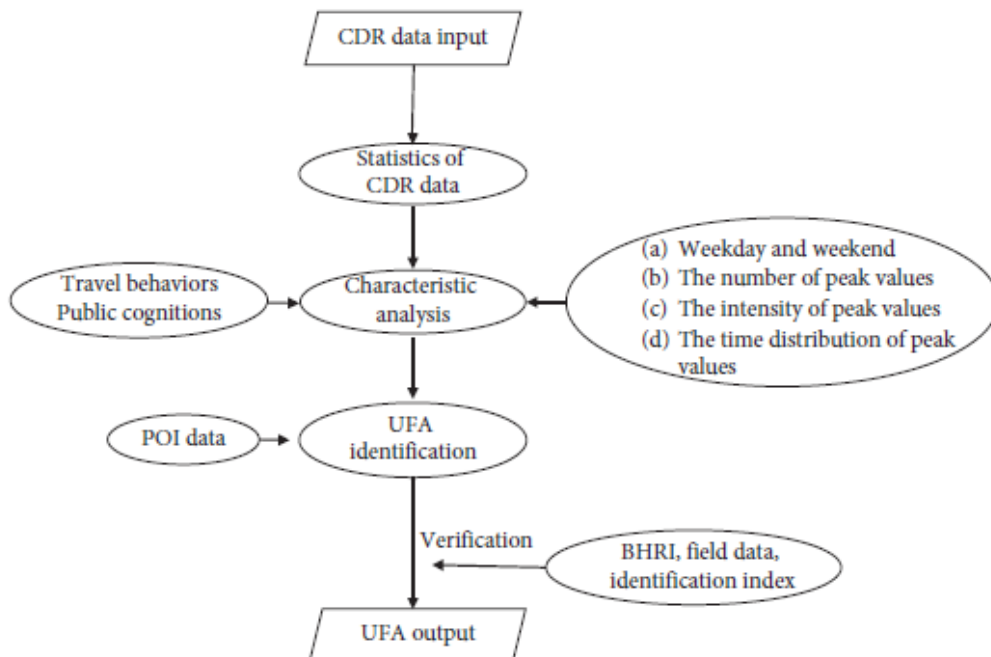 CDR data input
Statistics of
CDR data
Travel behaviors
Public cognitions
Characteristic
analysis
(a) Weekday and weekend
(b) The number of peak values
(c) The intensity of peak values
(d) The time distribution of peak
values
POI data
UFA
identification
Verification
BHRI, field data,
identification index
UFA output